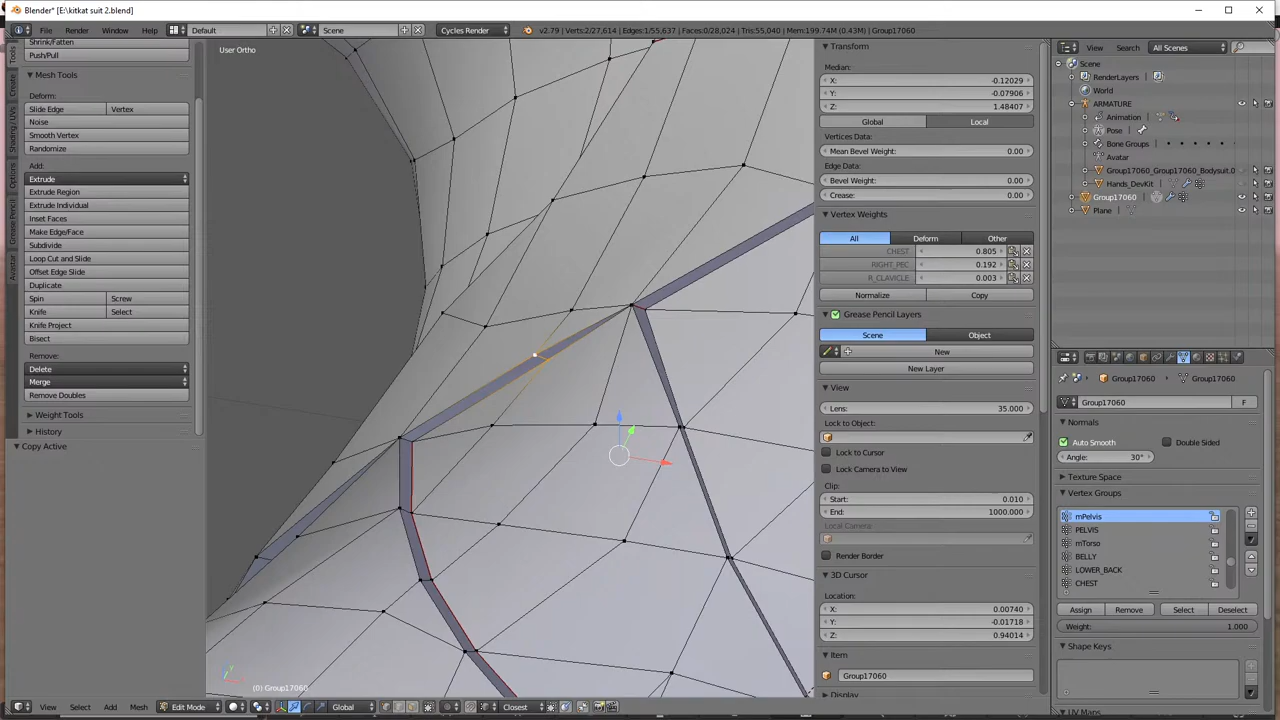 Blender* [E:\kitkat suit 2.blend]
File Render Window Help Default Scene Cycles Render v2.79 | Verts:2/27,614 | Edges:1/55,637 | Faces:0/28,024 | Tris:55,040 | Mem:199.74M (0.43M) | Group17060
Shrink/Fatten
Push/Pull
Mesh Tools
Deform:
Slide Edge Vertex
Noise
Smooth Vertex
Randomize
Add:
Extrude
Extrude Region
Extrude Individual
Inset Faces
Make Edge/Face
Subdivide
Loop Cut and Slide
Offset Edge Slide
Duplicate
Spin Screw
Knife Select
Knife Project
Bisect
Remove:
Delete
Merge
Remove Doubles
Weight Tools
History
Copy Active
Tools
Create
Shading / UVs
Options
Grease Pencil
Avastar
User Ortho
(0) Group17060
View Select Add Mesh Edit Mode Global Closest
Transform
Median:
X: -0.12029
Y: -0.07906
Z: 1.48407
Global Local
Vertices Data:
Mean Bevel Weight: 0.00
Edge Data:
Bevel Weight: 0.00
Crease: 0.00
Vertex Weights
All Deform Other
CHEST 0.805
RIGHT_PEC 0.192
R_CLAVICLE 0.003
Normalize Copy
Grease Pencil Layers
Scene Object
New
New Layer
View
Lens: 35.000
Lock to Object:
Lock to Cursor
Lock Camera to View
Clip:
Start: 0.010
End: 1000.000
Local Camera:
Render Border
3D Cursor
Location:
X: 0.00740
Y: -0.01718
Z: 0.94014
Item
Group17060
Display
View Search All Scenes
Scene
RenderLayers
World
ARMATURE
Animation
Pose
Bone Groups
Avatar
Group17060_Group17060_Bodysuit.0
Hands_DevKit
Group17060
Plane
Group17060 Group17060
Group17060 F
Normals
Auto Smooth Double Sided
Angle: 30°
Texture Space
Vertex Groups
mPelvis
PELVIS
mTorso
BELLY
LOWER_BACK
CHEST
Assign Remove Select Deselect
Weight: 1.000
Shape Keys
UV Maps